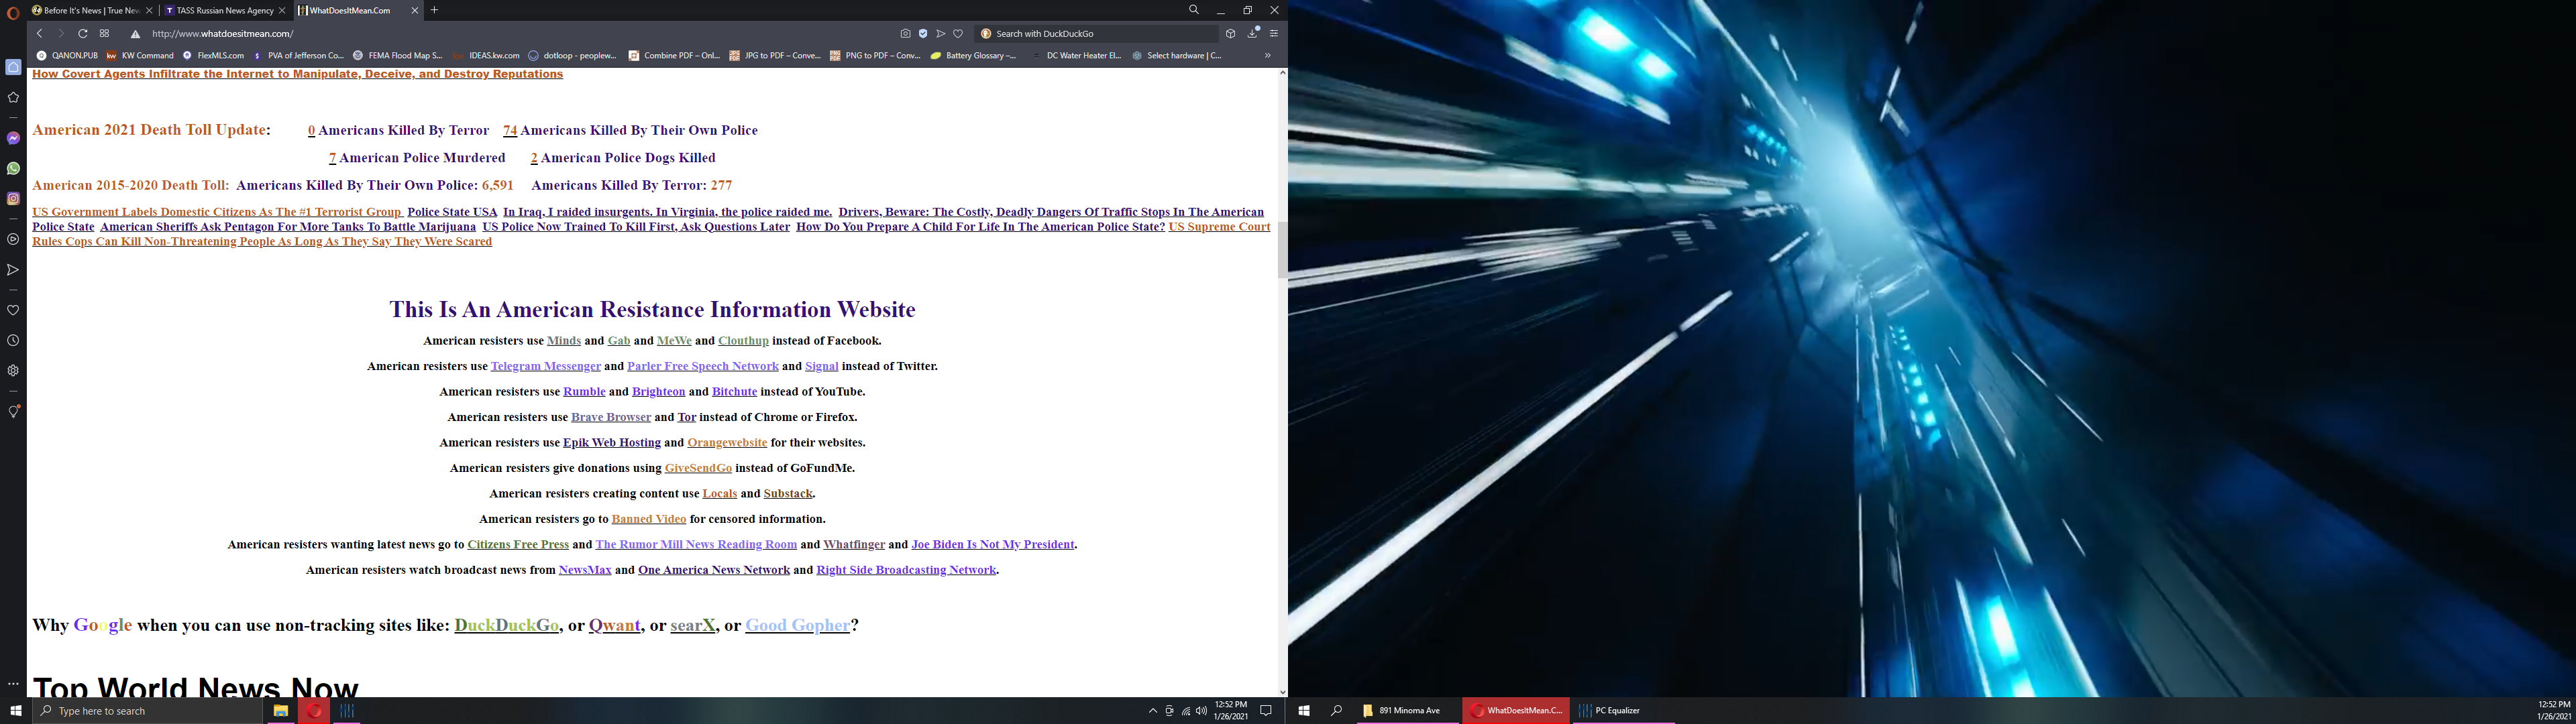 Before It's News | True New
TASS Russian News Agency
WhatDoesItMean.Com
http://www.whatdoesitmean.com/
Search with DuckDuckGo
QANON.PUB KW Command FlexMLS.com PVA of Jefferson Co... FEMA Flood Map S... IDEAS.kw.com dotloop - peoplew... Combine PDF – Onl... JPG to PDF – Conve... PNG to PDF – Conv... Battery Glossary –... DC Water Heater El... Select hardware | C...
How Covert Agents Infiltrate the Internet to Manipulate, Deceive, and Destroy Reputations
American 2021 Death Toll Update: 0 Americans Killed By Terror 74 Americans Killed By Their Own Police
7 American Police Murdered 2 American Police Dogs Killed
American 2015-2020 Death Toll: Americans Killed By Their Own Police: 6,591 Americans Killed By Terror: 277
US Government Labels Domestic Citizens As The #1 Terrorist Group Police State USA In Iraq, I raided insurgents. In Virginia, the police raided me. Drivers, Beware: The Costly, Deadly Dangers Of Traffic Stops In The American
Police State American Sheriffs Ask Pentagon For More Tanks To Battle Marijuana US Police Now Trained To Kill First, Ask Questions Later How Do You Prepare A Child For Life In The American Police State? US Supreme Court
Rules Cops Can Kill Non-Threatening People As Long As They Say They Were Scared
This Is An American Resistance Information Website
American resisters use Minds and Gab and MeWe and Clouthup instead of Facebook.
American resisters use Telegram Messenger and Parler Free Speech Network and Signal instead of Twitter.
American resisters use Rumble and Brighteon and Bitchute instead of YouTube.
American resisters use Brave Browser and Tor instead of Chrome or Firefox.
American resisters use Epik Web Hosting and Orangewebsite for their websites.
American resisters give donations using GiveSendGo instead of GoFundMe.
American resisters creating content use Locals and Substack.
American resisters go to Banned Video for censored information.
American resisters wanting latest news go to Citizens Free Press and The Rumor Mill News Reading Room and Whatfinger and Joe Biden Is Not My President.
American resisters watch broadcast news from NewsMax and One America News Network and Right Side Broadcasting Network.
Why Google when you can use non-tracking sites like: DuckDuckGo, or Qwant, or searX, or Good Gopher?
Top World News Now
Type here to search
12:52 PM
1/26/2021
891 Minoma Ave
WhatDoesItMean.C...
PC Equalizer
12:52 PM
1/26/2021